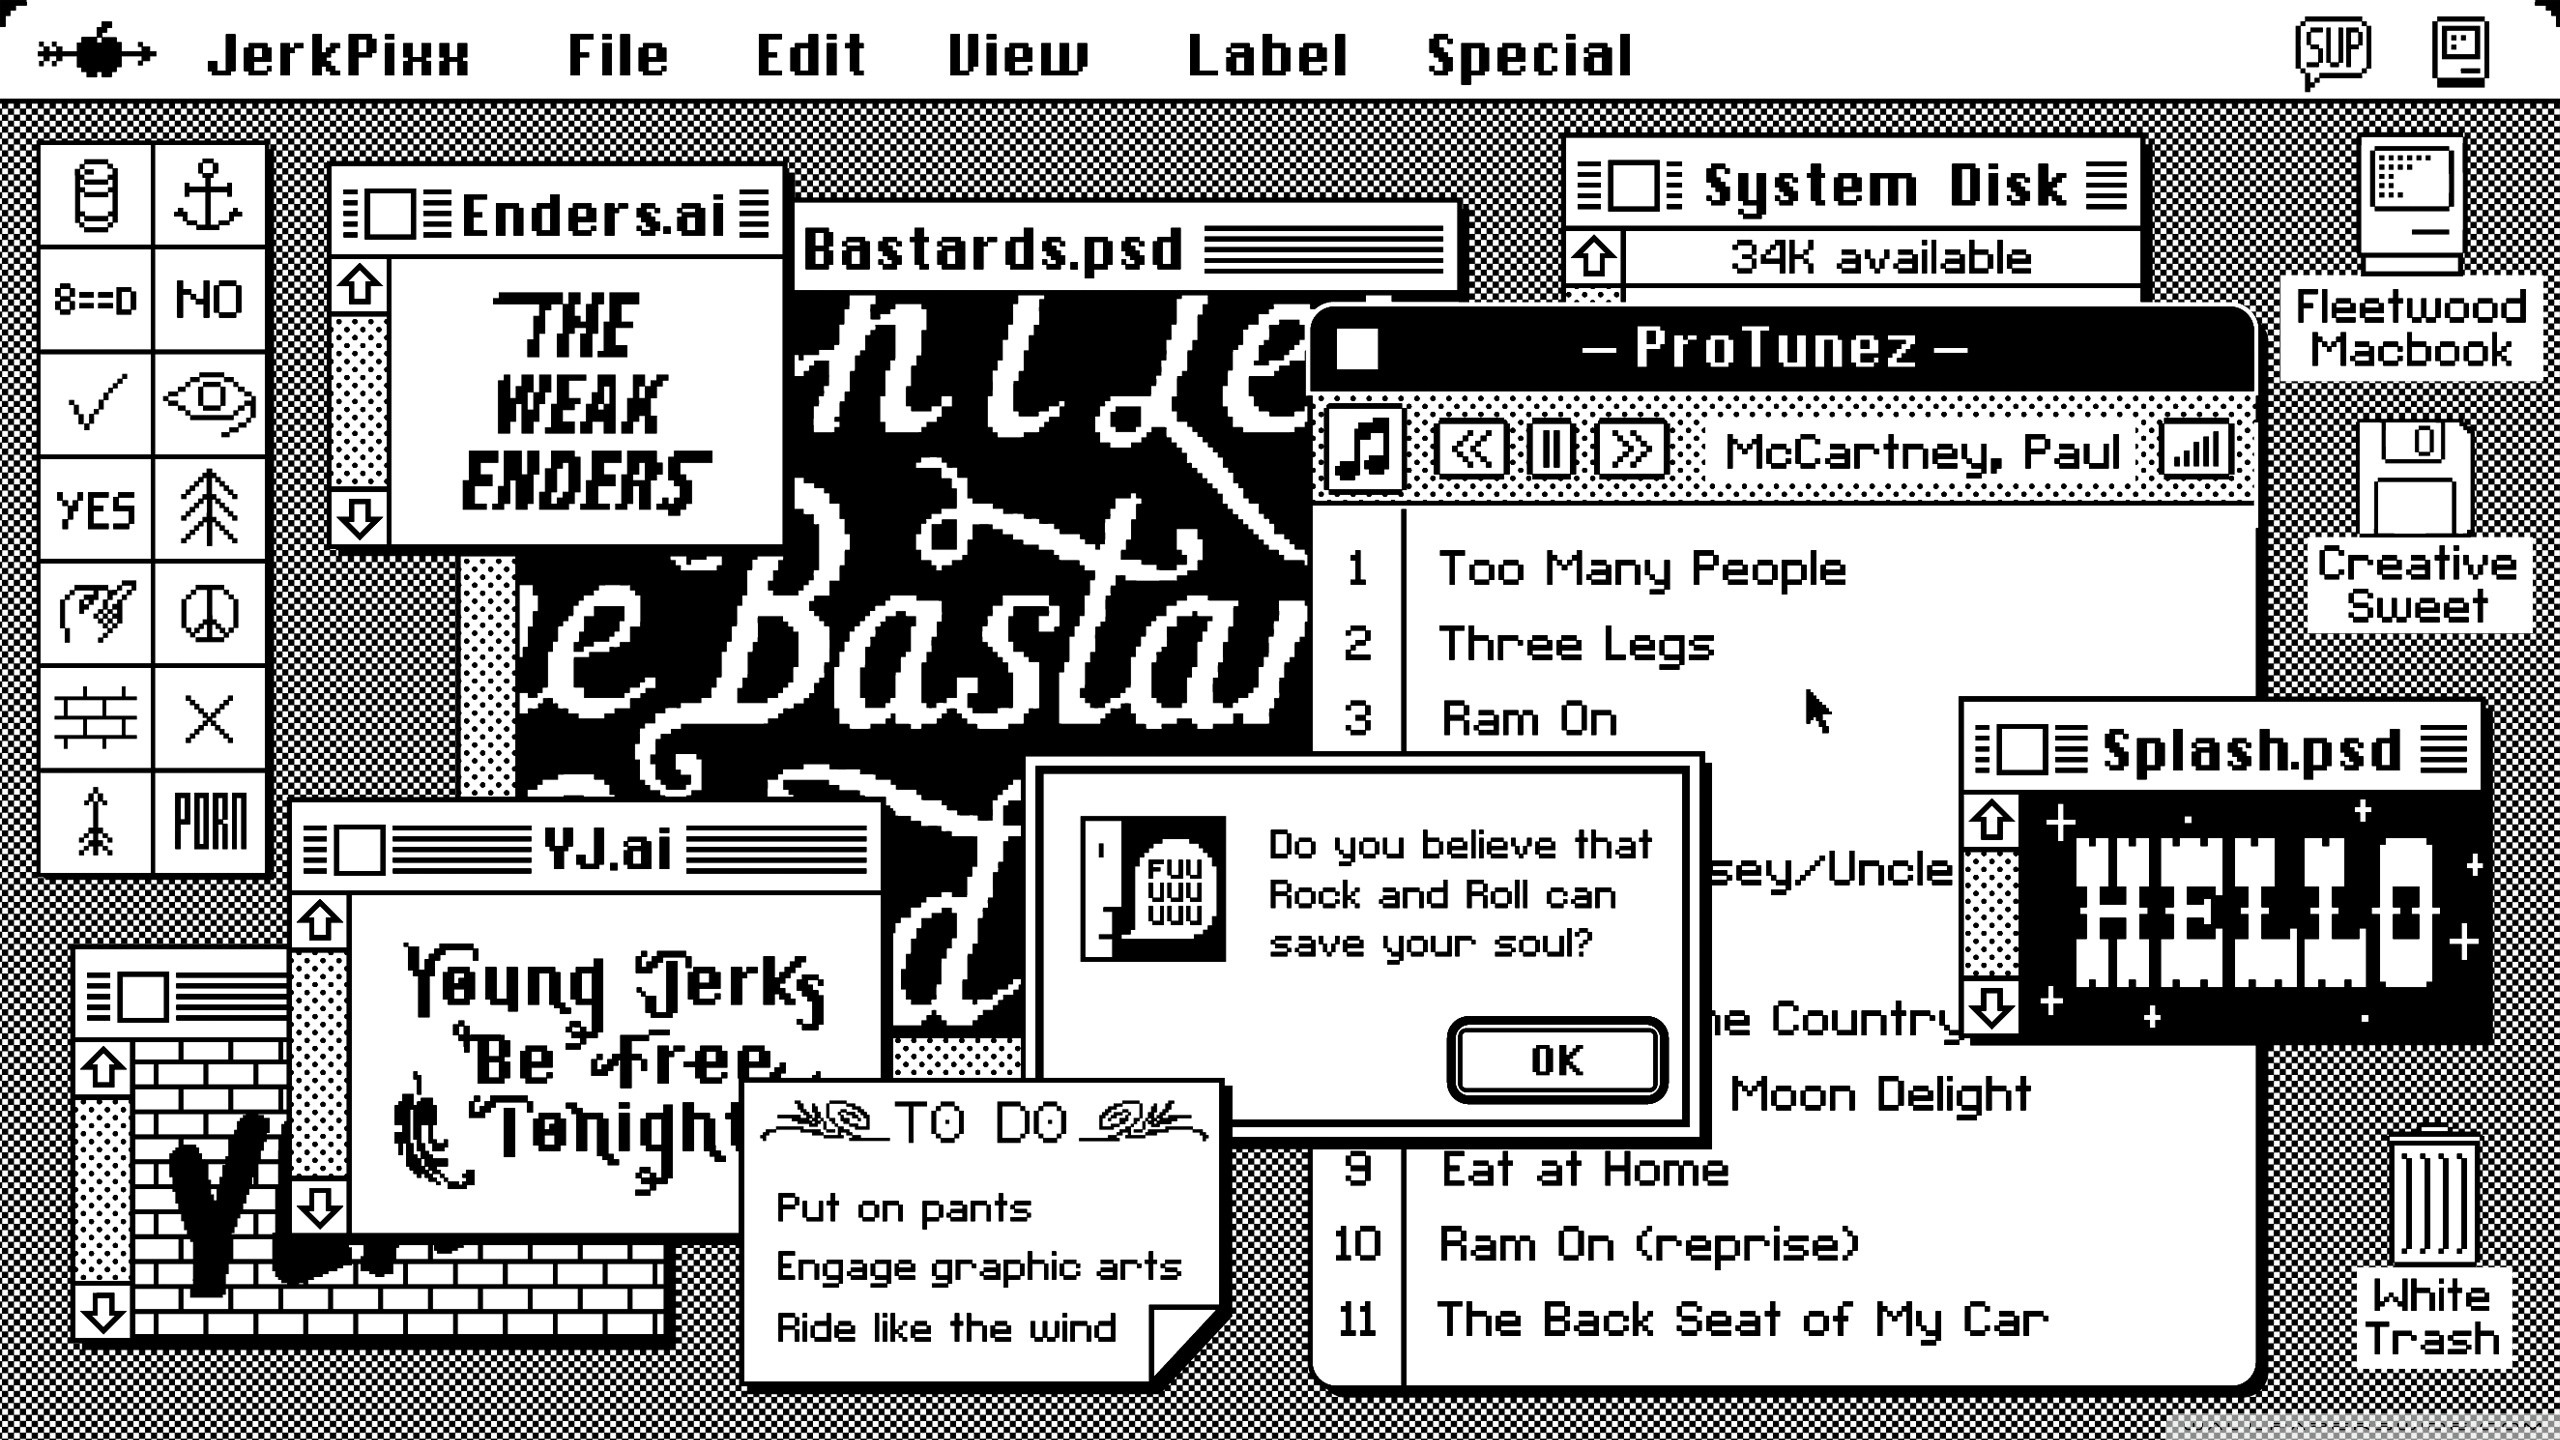 JerkPixx File Edit View Label Special
SUP
8==D NO
YES
PORN
Enders.ai
THE
WEAK
ENDERS
Bastards.psd
System Disk
34K available
Fleetwood
Macbook
Creative
Sweet
White
Trash
ProTunez
McCartney, Paul
1 Too Many People
2 Three Legs
3 Ram On
sey/Uncle
Country
Moon Delight
9 Eat at Home
10 Ram On (reprise)
11 The Back Seat of My Car
Splash.psd
HELLO
FUU
UUU
UUU
Do you believe that
Rock and Roll can
save your soul?
OK
YJ.ai
Young Jerks
Be Free
Tonight
TO DO
Put on pants
Engage graphic arts
Ride like the wind